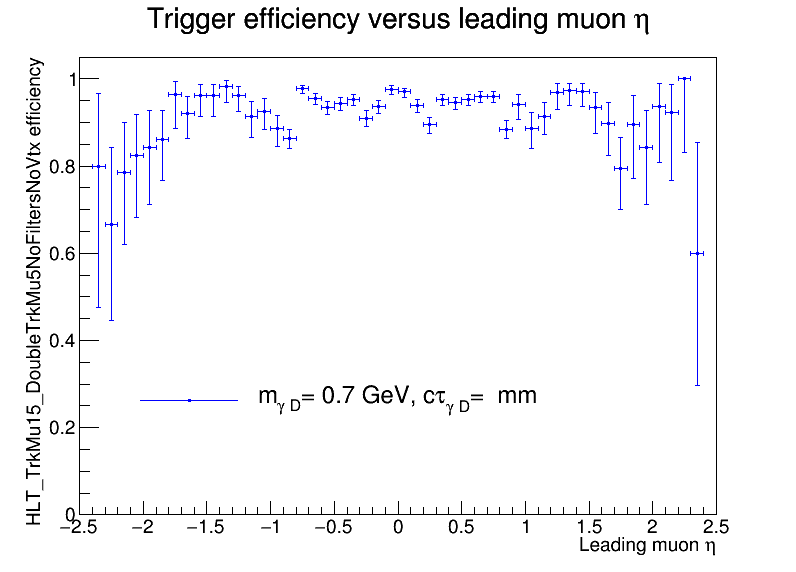 Trigger efficiency versus leading muon η
HLT_TrkMu15_DoubleTrkMu5NoFiltersNoVtx efficiency
1
0.8
0.6
0.4
0.2
0
m_γ D= 0.7 GeV, cτ_γ D=  mm
−2.5 −2 −1.5 −1 −0.5 0 0.5 1 1.5 2 2.5
Leading muon η